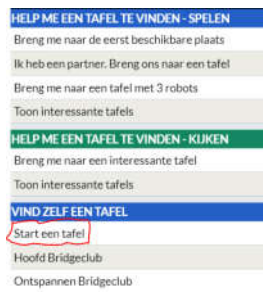 HELP ME EEN TAFEL TE VINDEN - SPELEN
Breng me naar de eerst beschikbare plaats
Ik heb een partner. Breng ons naar een tafel
Breng me naar een tafel met 3 robots
Toon interessante tafels
HELP ME EEN TAFEL TE VINDEN - KIJKEN
Breng me naar een interessante tafel
Toon interessante tafels
VIND ZELF EEN TAFEL
Start een tafel
Hoofd Bridgeclub
Ontspannen Bridgeclub